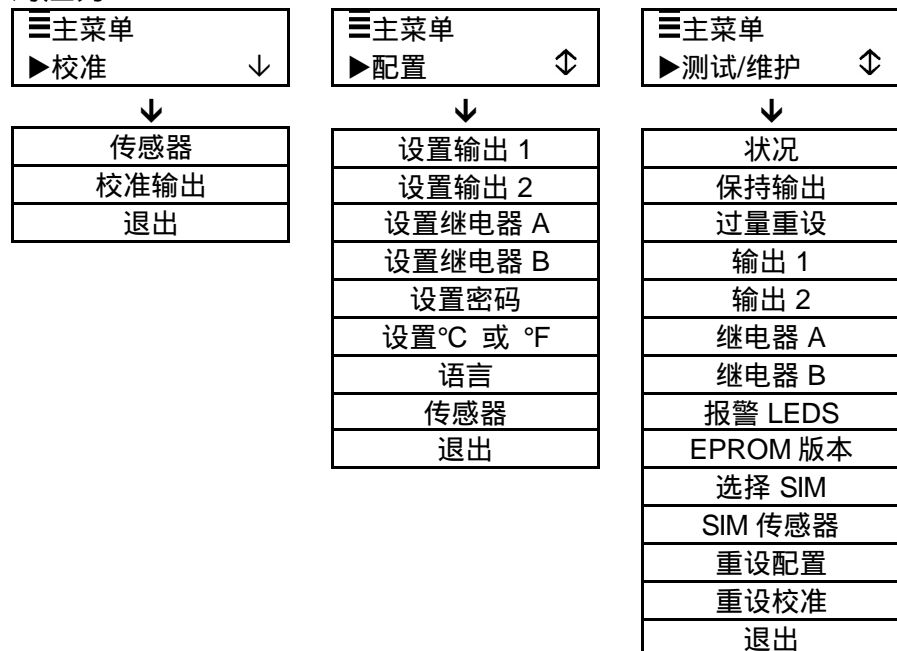 ☰主菜单
▶校准 ↓
↓
传感器
校准输出
退出
☰主菜单
▶配置 ⇕
↓
设置输出 1
设置输出 2
设置继电器 A
设置继电器 B
设置密码
设置°C 或 °F
语言
传感器
退出
☰主菜单
▶测试/维护 ⇕
↓
状况
保持输出
过量重设
输出 1
输出 2
继电器 A
继电器 B
报警 LEDS
EPROM 版本
选择 SIM
SIM 传感器
重设配置
重设校准
退出